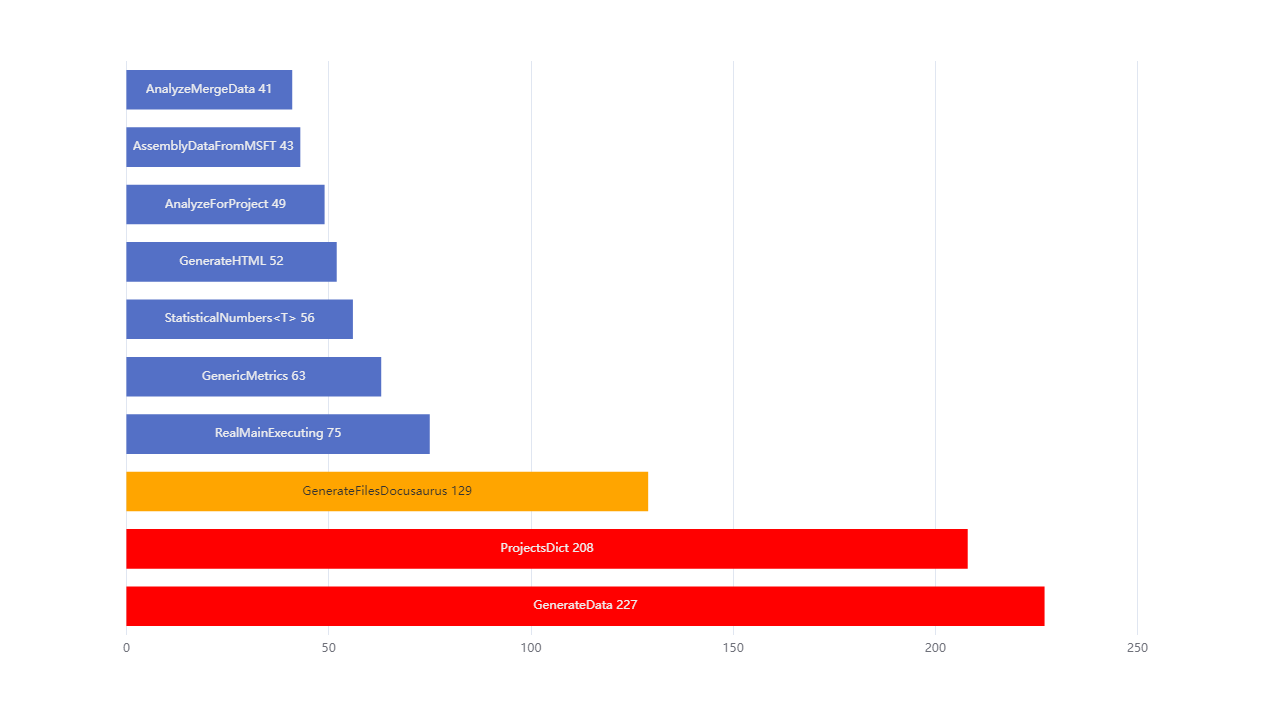 AnalyzeMergeData 41
AssemblyDataFromMSFT 43
AnalyzeForProject 49
GenerateHTML 52
StatisticalNumbers<T> 56
GenericMetrics 63
RealMainExecuting 75
GenerateFilesDocusaurus 129
ProjectsDict 208
GenerateData 227
0 50 100 150 200 250